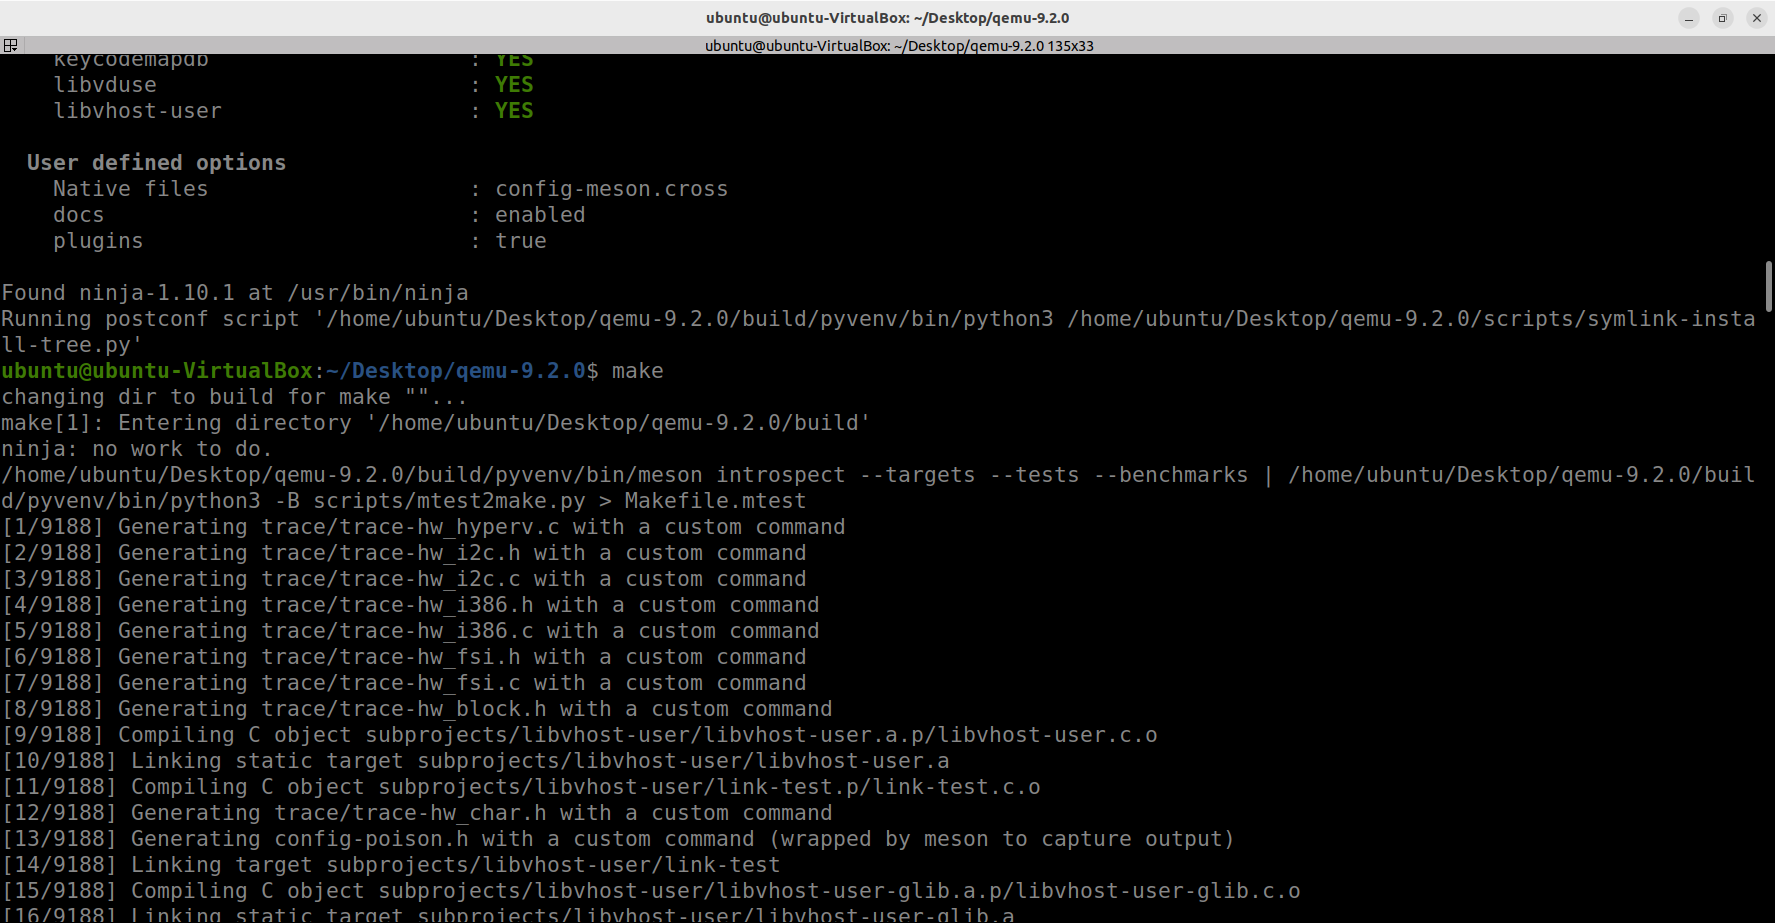 ubuntu@ubuntu-VirtualBox: ~/Desktop/qemu-9.2.0
ubuntu@ubuntu-VirtualBox: ~/Desktop/qemu-9.2.0 135x33
keycodemapdb : YES
libvduse : YES
libvhost-user : YES
User defined options
Native files : config-meson.cross
docs : enabled
plugins : true
Found ninja-1.10.1 at /usr/bin/ninja
Running postconf script '/home/ubuntu/Desktop/qemu-9.2.0/build/pyvenv/bin/python3 /home/ubuntu/Desktop/qemu-9.2.0/scripts/symlink-insta
ll-tree.py'
ubuntu@ubuntu-VirtualBox:~/Desktop/qemu-9.2.0$ make
changing dir to build for make ""...
make[1]: Entering directory '/home/ubuntu/Desktop/qemu-9.2.0/build'
ninja: no work to do.
/home/ubuntu/Desktop/qemu-9.2.0/build/pyvenv/bin/meson introspect --targets --tests --benchmarks | /home/ubuntu/Desktop/qemu-9.2.0/buil
d/pyvenv/bin/python3 -B scripts/mtest2make.py > Makefile.mtest
[1/9188] Generating trace/trace-hw_hyperv.c with a custom command
[2/9188] Generating trace/trace-hw_i2c.h with a custom command
[3/9188] Generating trace/trace-hw_i2c.c with a custom command
[4/9188] Generating trace/trace-hw_i386.h with a custom command
[5/9188] Generating trace/trace-hw_i386.c with a custom command
[6/9188] Generating trace/trace-hw_fsi.h with a custom command
[7/9188] Generating trace/trace-hw_fsi.c with a custom command
[8/9188] Generating trace/trace-hw_block.h with a custom command
[9/9188] Compiling C object subprojects/libvhost-user/libvhost-user.a.p/libvhost-user.c.o
[10/9188] Linking static target subprojects/libvhost-user/libvhost-user.a
[11/9188] Compiling C object subprojects/libvhost-user/link-test.p/link-test.c.o
[12/9188] Generating trace/trace-hw_char.h with a custom command
[13/9188] Generating config-poison.h with a custom command (wrapped by meson to capture output)
[14/9188] Linking target subprojects/libvhost-user/link-test
[15/9188] Compiling C object subprojects/libvhost-user/libvhost-user-glib.a.p/libvhost-user-glib.c.o
[16/9188] Linking static target subprojects/libvhost-user/libvhost-user-glib.a